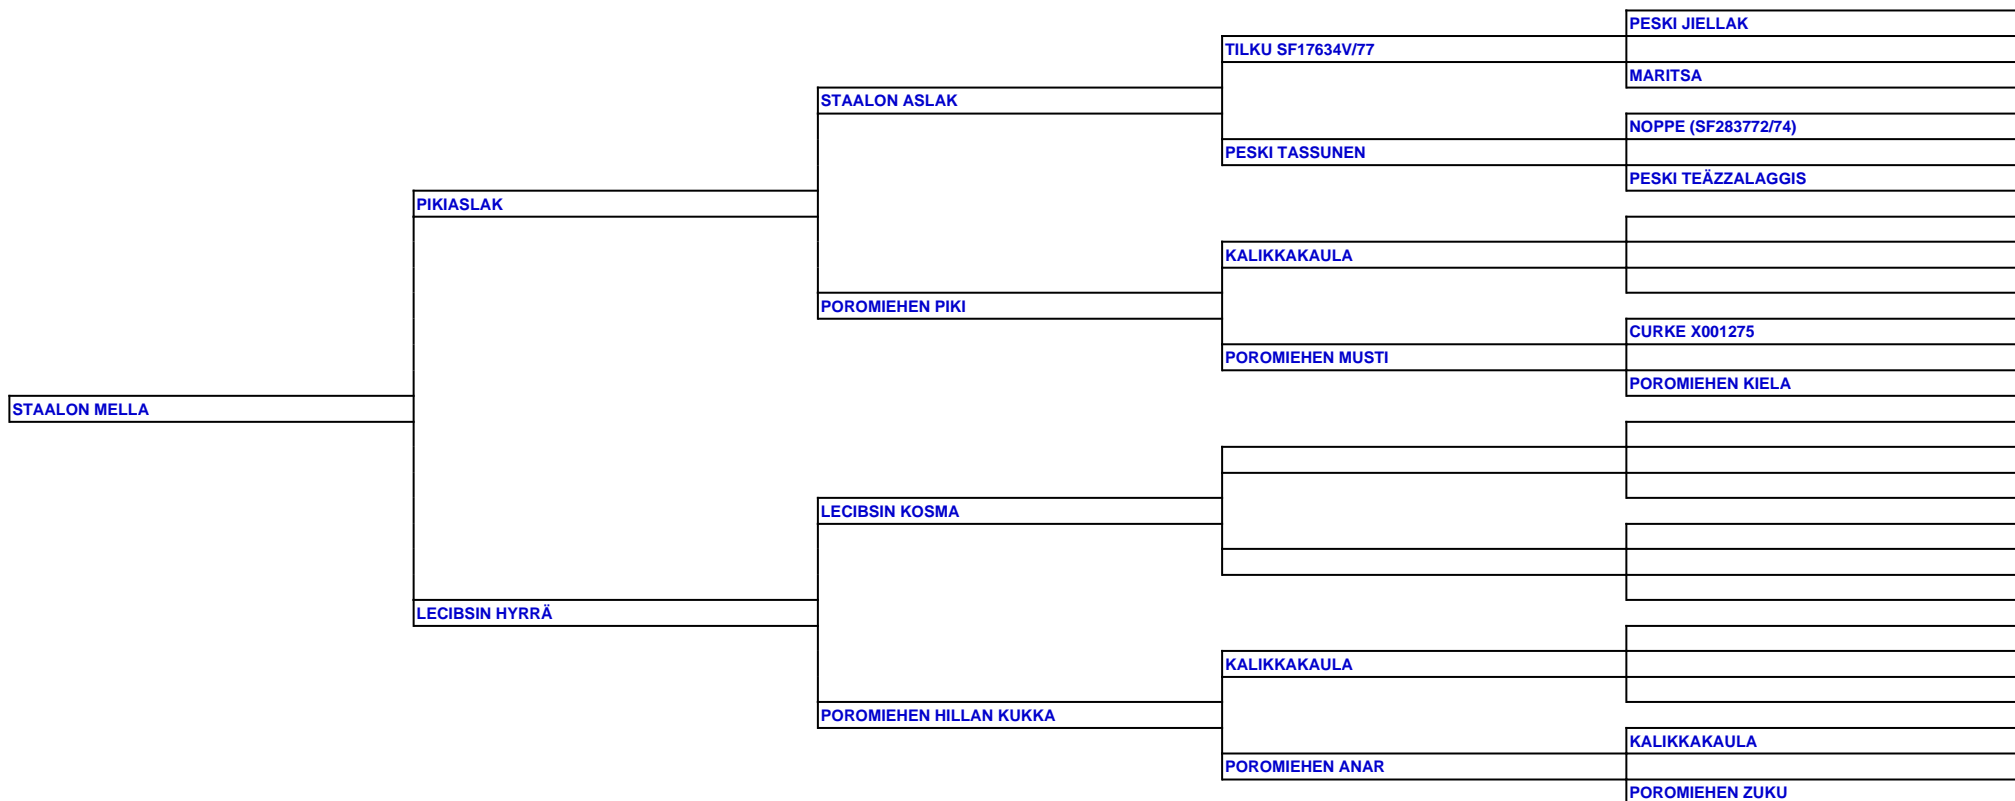 PESKI JIELLAK
TILKU SF17634V/77
MARITSA
STAALON ASLAK
NOPPE (SF283772/74)
PESKI TASSUNEN
PESKI TEÄZZALAGGIS
PIKIASLAK
KALIKKAKAULA
POROMIEHEN PIKI
CURKE X001275
POROMIEHEN MUSTI
POROMIEHEN KIELA
STAALON MELLA
LECIBSIN KOSMA
LECIBSIN HYRRÄ
KALIKKAKAULA
POROMIEHEN HILLAN KUKKA
KALIKKAKAULA
POROMIEHEN ANAR
POROMIEHEN ZUKU